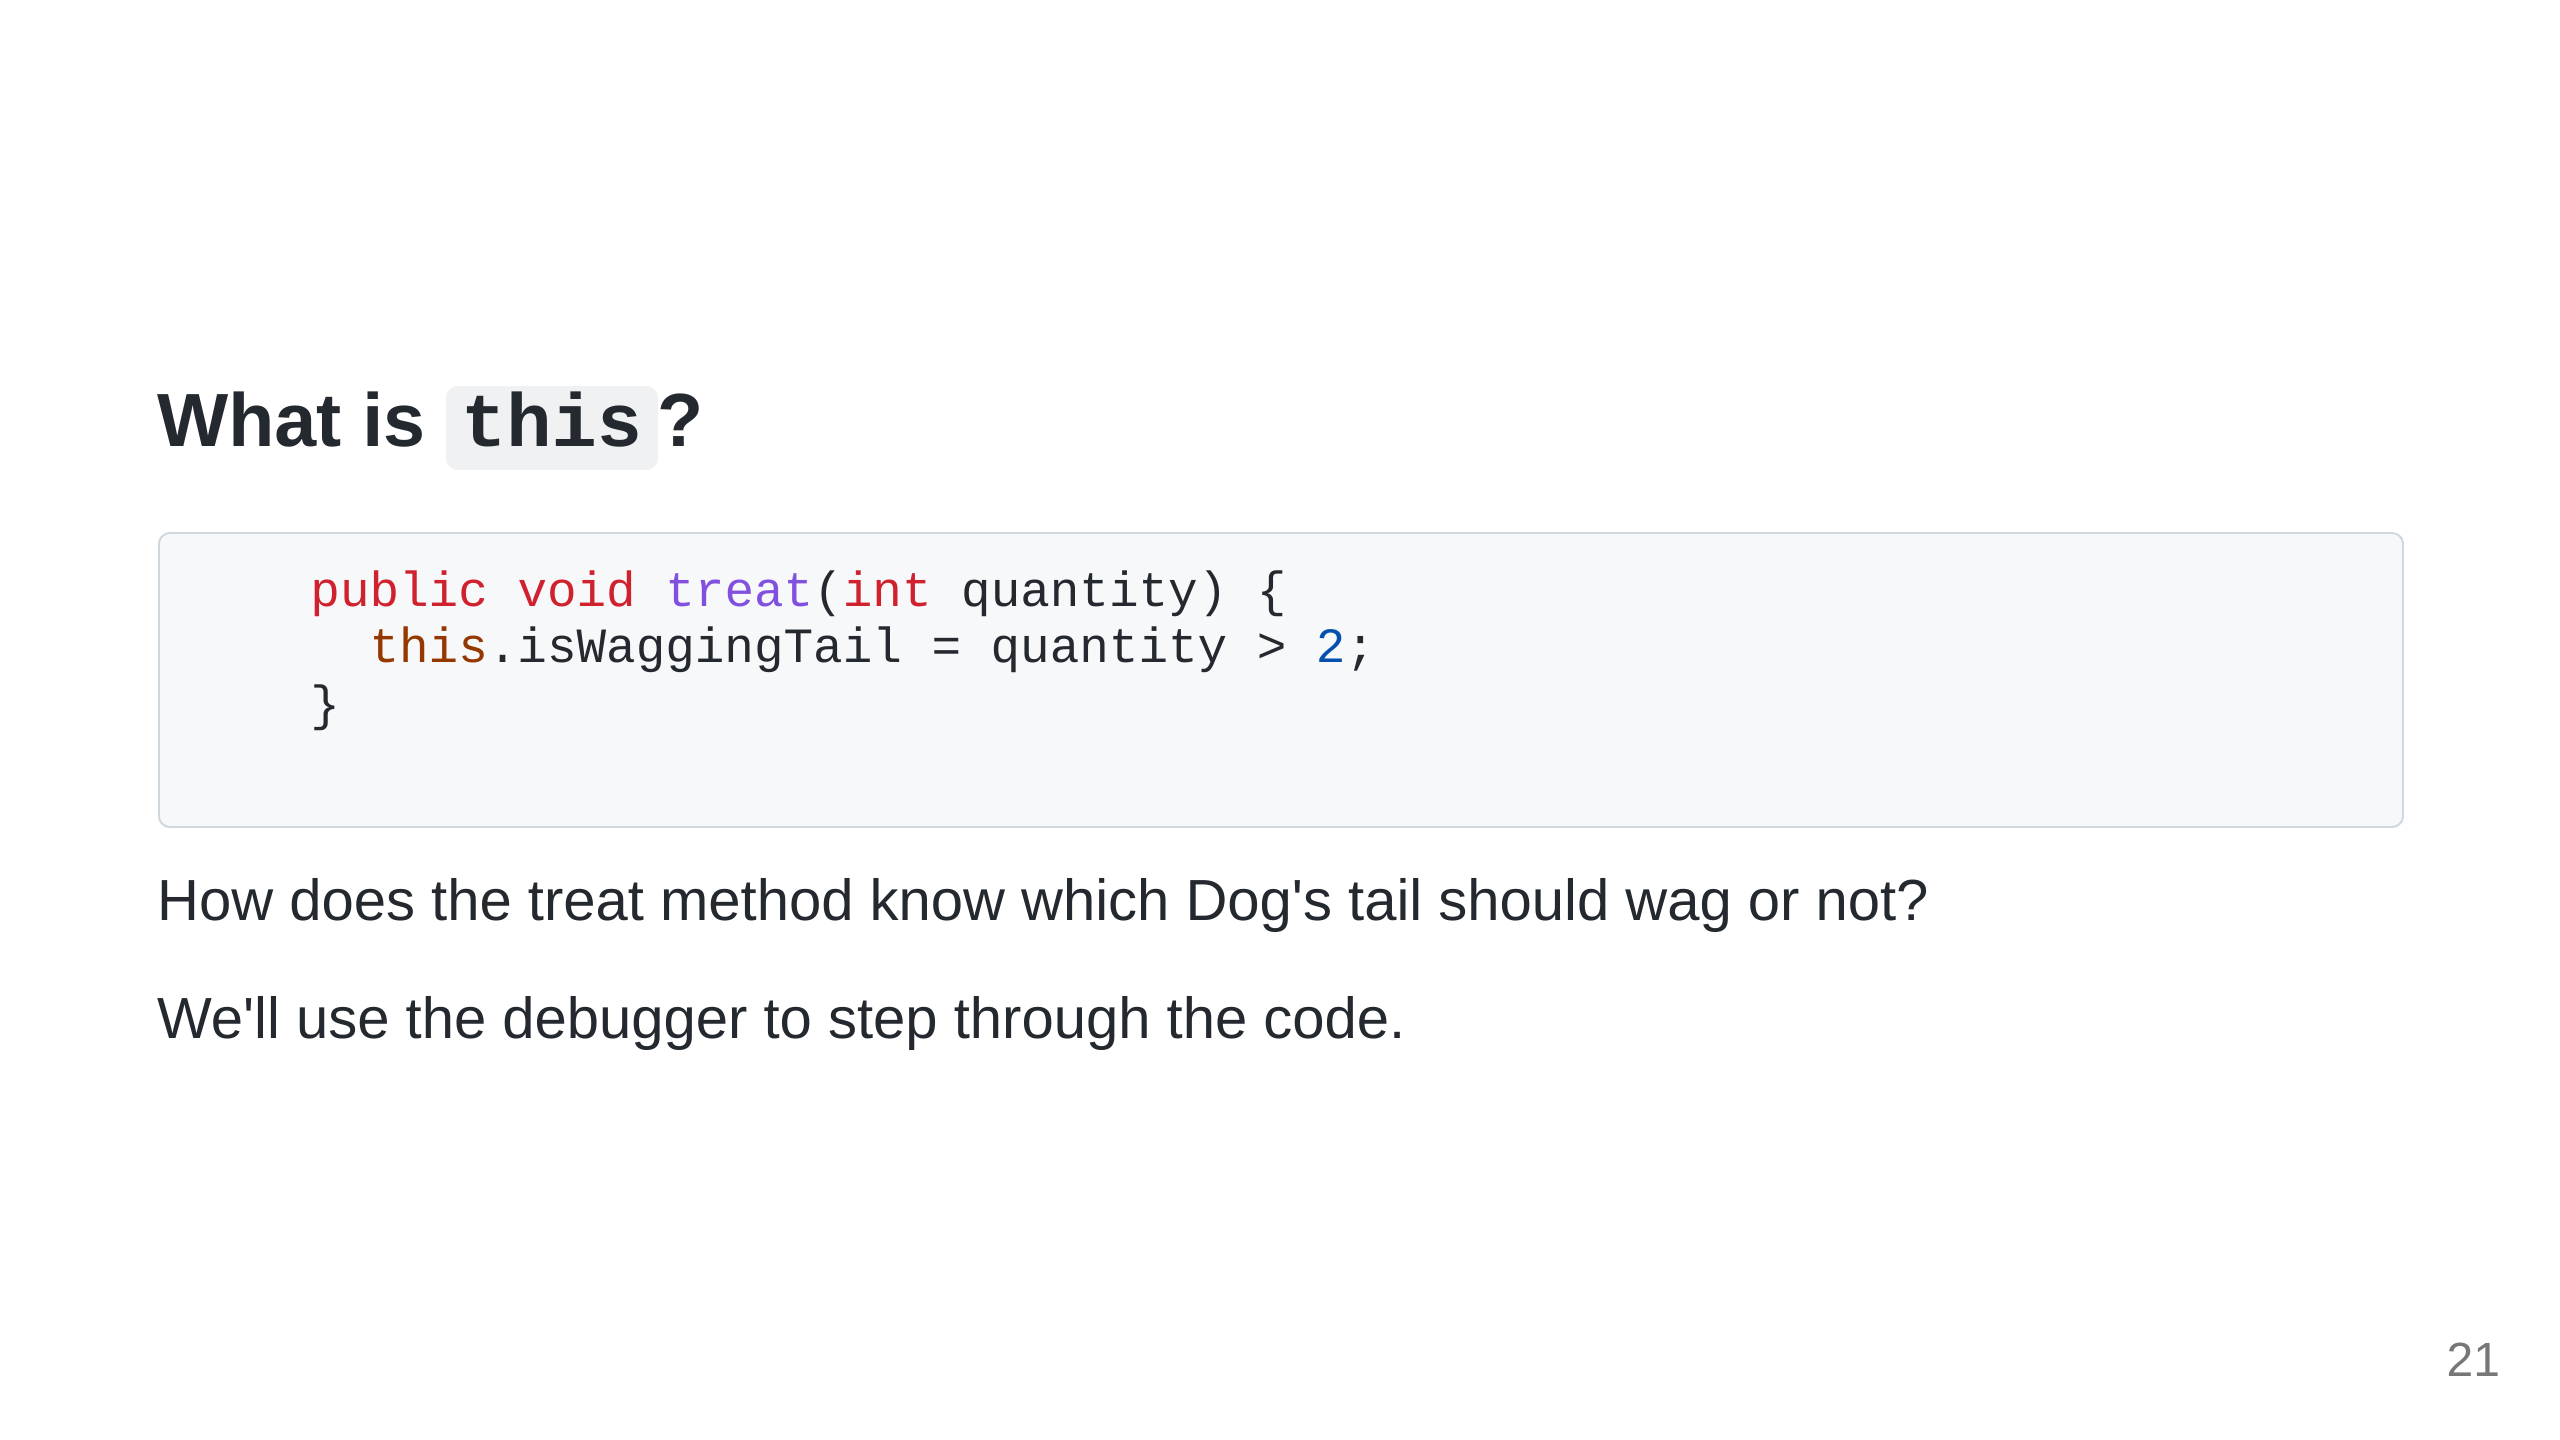 What is this?
public void treat(int quantity) {
  this.isWaggingTail = quantity > 2;
}
How does the treat method know which Dog's tail should wag or not?
We'll use the debugger to step through the code.
21